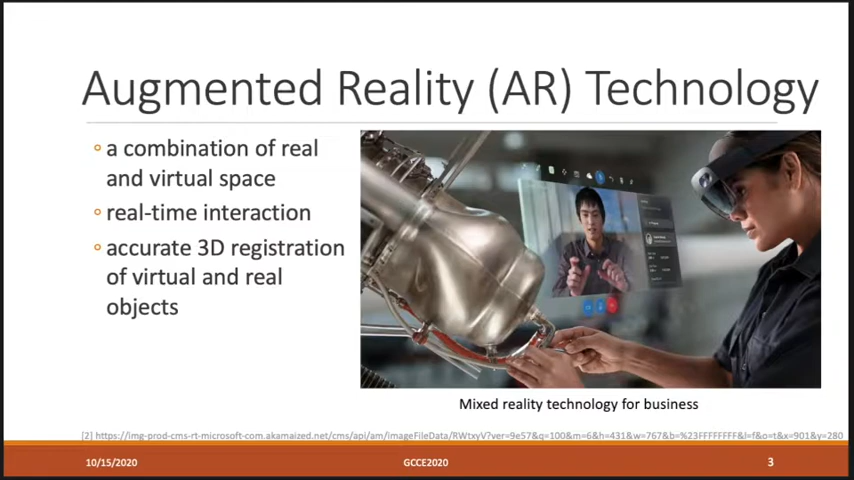 Augmented Reality (AR) Technology
a combination of real
and virtual space
real-time interaction
accurate 3D registration
of virtual and real
objects
Mixed reality technology for business
[2] https://img-prod-cms-rt-microsoft-com.akamaized.net/cms/api/am/imageFileData/RWtxyV?ver=9e57&q=100&m=6&h=431&w=767&b=%23FFFFFFFF&l=f&o=t&x=901&y=280
10/15/2020
GCCE2020
3